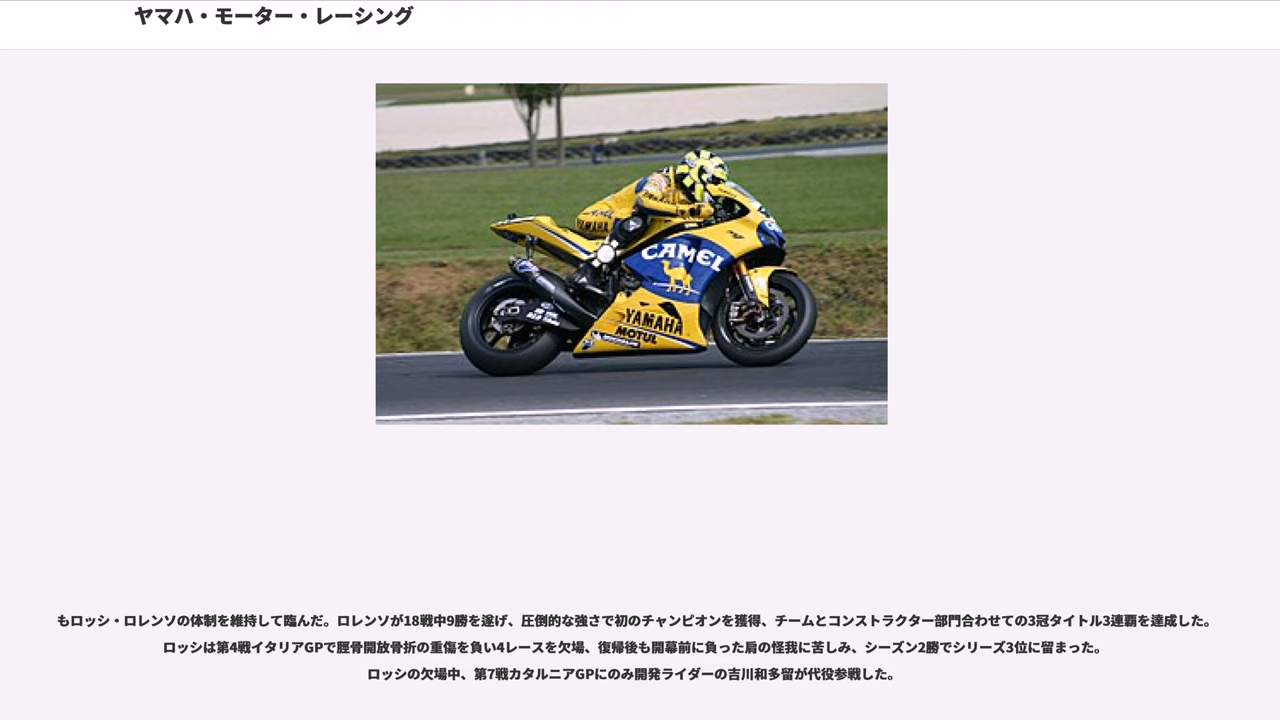 ヤマハ・モーター・レーシング
CAMEL
YAMAHA
YAMAHA
MOTUL
MICHELIN
もロッシ・ロレンソの体制を維持して臨んだ。ロレンソが18戦中9勝を遂げ、圧倒的な強さで初のチャンピオンを獲得、チームとコンストラクター部門合わせての3冠タイトル3連覇を達成した。
ロッシは第4戦イタリアGPで脛骨開放骨折の重傷を負い4レースを欠場、復帰後も開幕前に負った肩の怪我に苦しみ、シーズン2勝でシリーズ3位に留まった。
ロッシの欠場中、第7戦カタルニアGPにのみ開発ライダーの吉川和多留が代役参戦した。